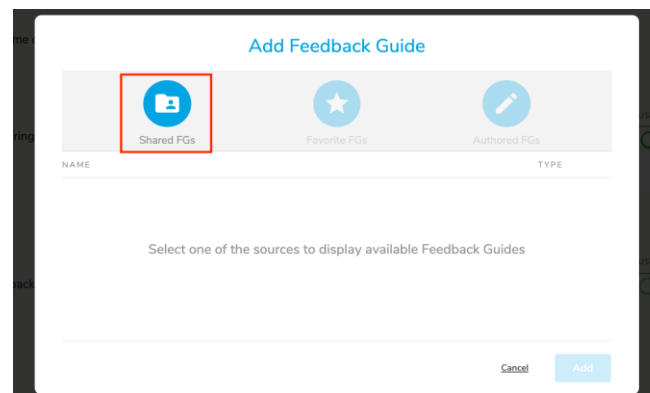 Add Feedback Guide
Shared FGs
Favorite FGs
Authored FGs
NAME
TYPE
Select one of the sources to display available Feedback Guides
Cancel
Add